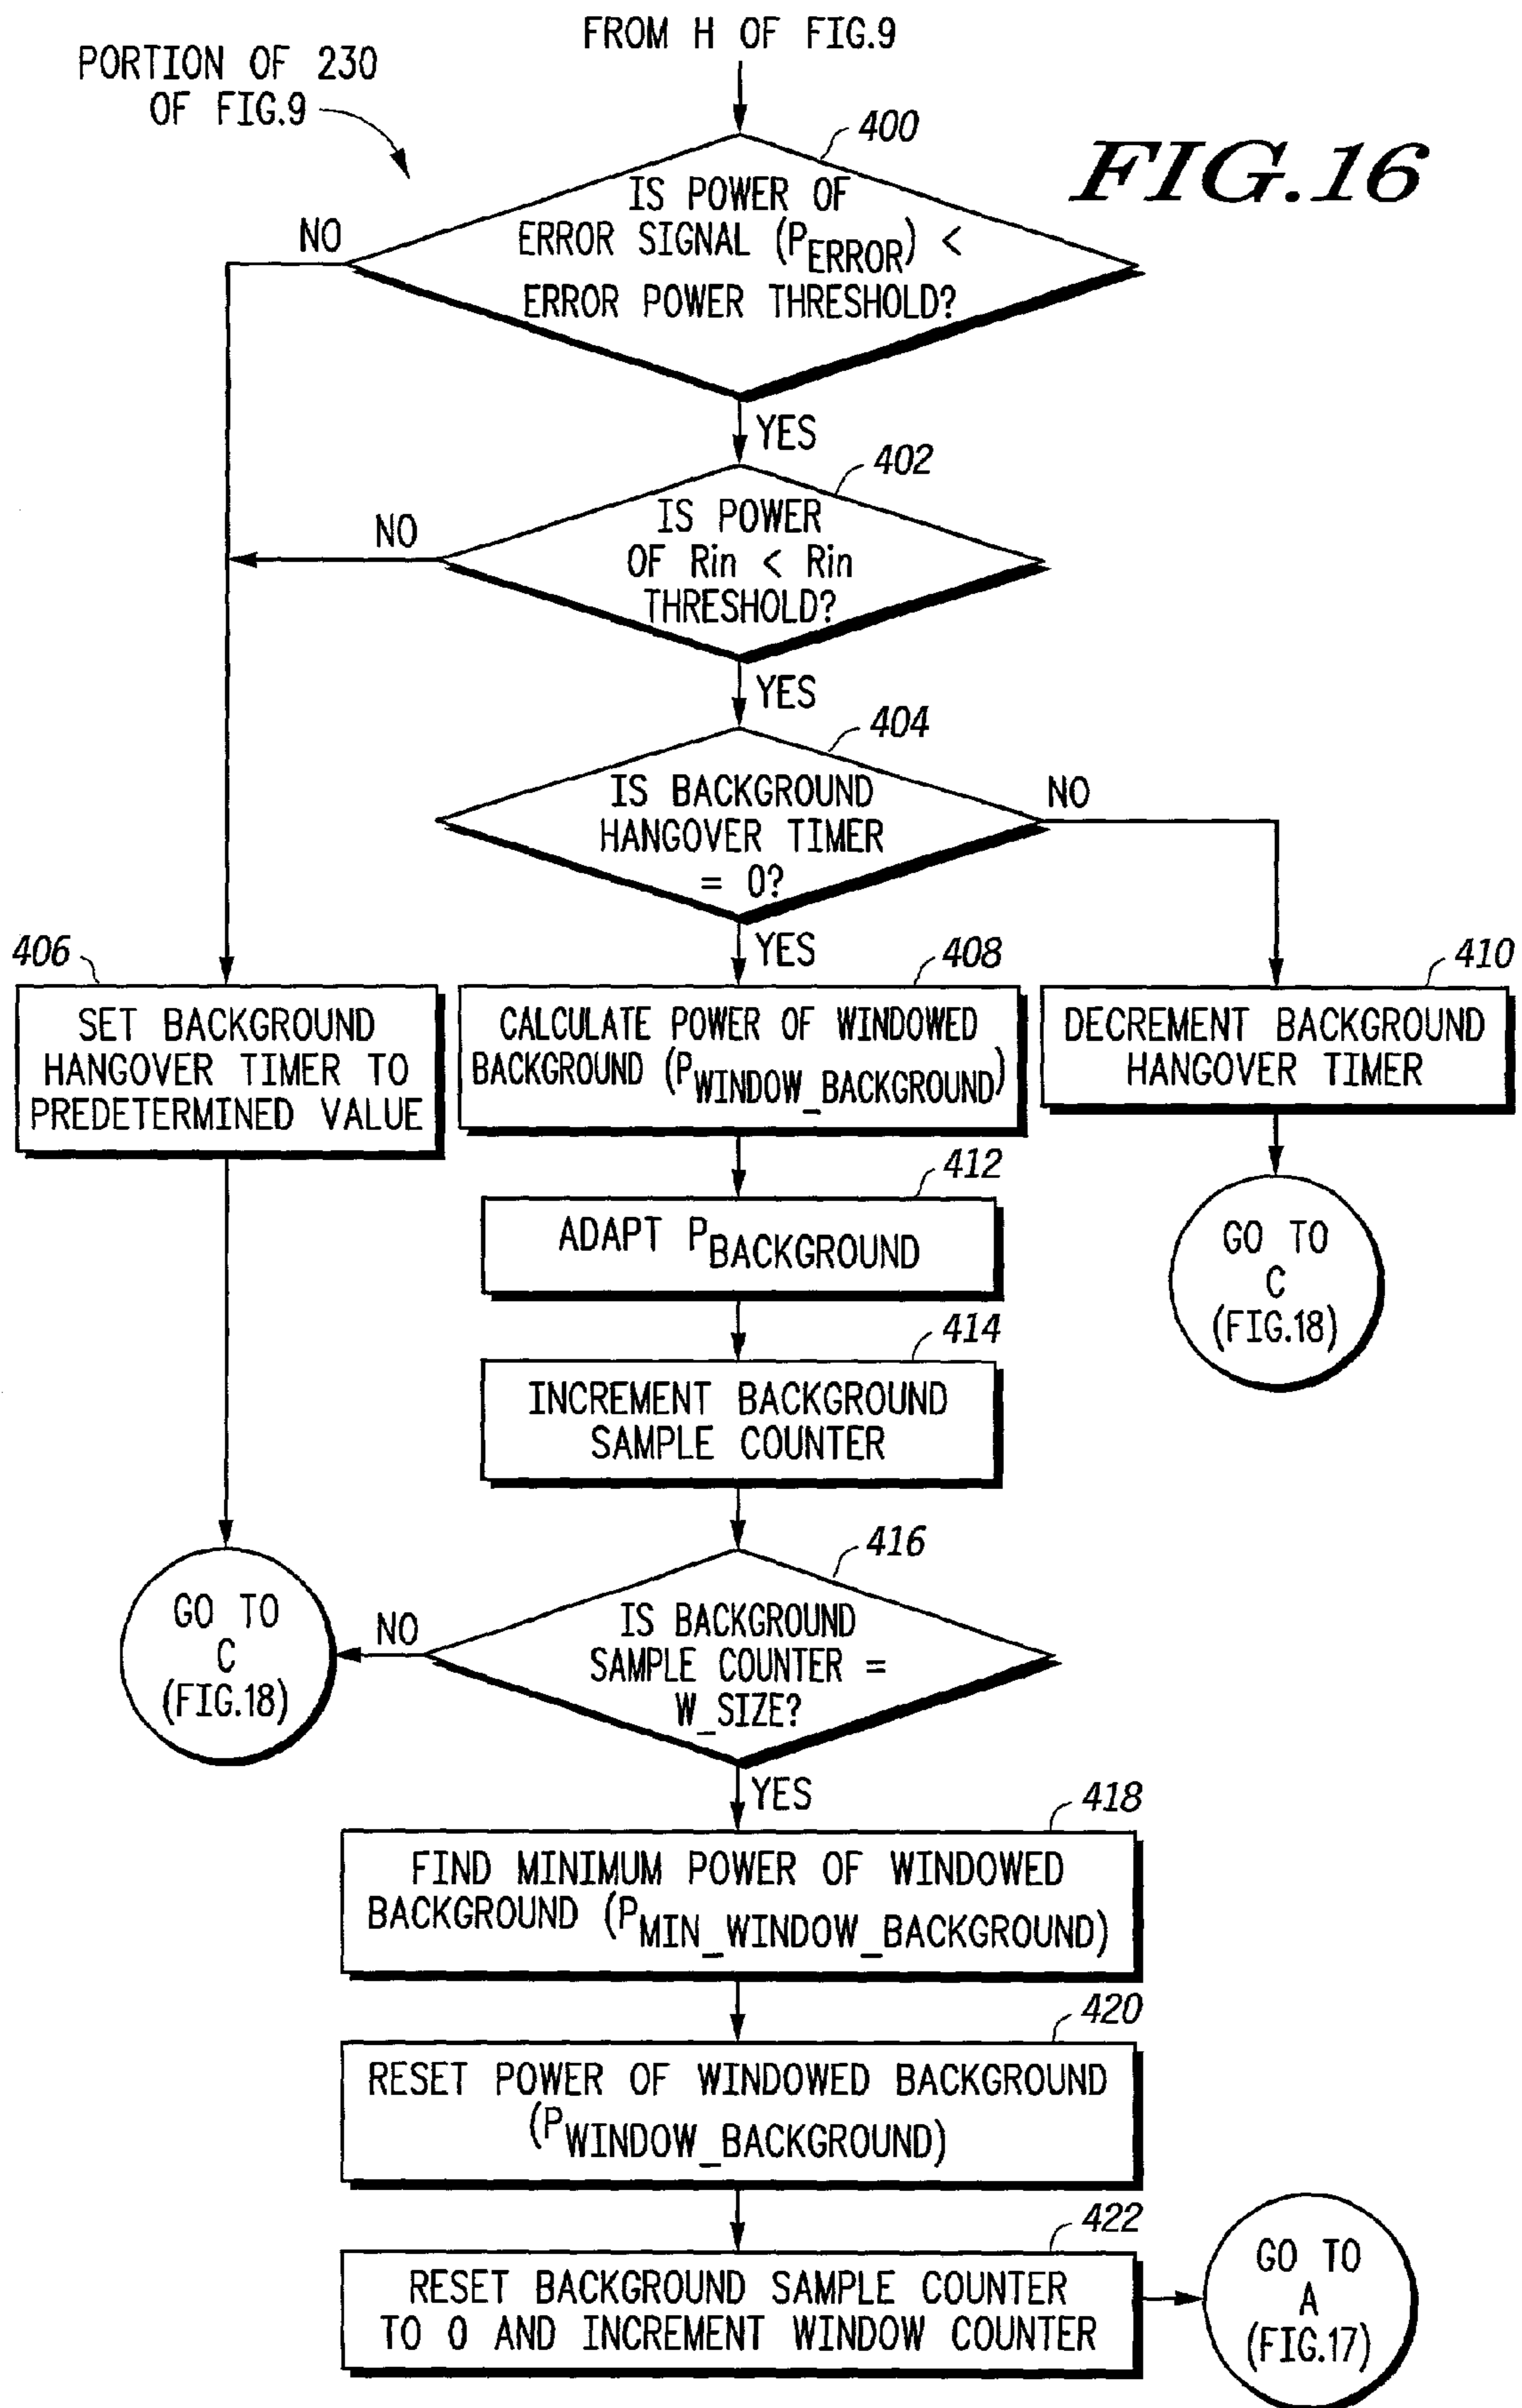 FROM H OF FIG.9
PORTION OF 230
OF FIG.9
FIG.16
400
IS POWER OF
ERROR SIGNAL (PERROR) <
ERROR POWER THRESHOLD?
NO
YES
402
IS POWER
OF Rin < Rin
THRESHOLD?
NO
YES
404
IS BACKGROUND
HANGOVER TIMER
= 0?
NO
YES
406
SET BACKGROUND
HANGOVER TIMER TO
PREDETERMINED VALUE
408
CALCULATE POWER OF WINDOWED
BACKGROUND (PWINDOW_BACKGROUND)
410
DECREMENT BACKGROUND
HANGOVER TIMER
412
ADAPT PBACKGROUND
GO TO
C
(FIG.18)
414
INCREMENT BACKGROUND
SAMPLE COUNTER
416
IS BACKGROUND
SAMPLE COUNTER =
W_SIZE?
NO
GO TO
C
(FIG.18)
YES
418
FIND MINIMUM POWER OF WINDOWED
BACKGROUND (PMIN_WINDOW_BACKGROUND)
420
RESET POWER OF WINDOWED BACKGROUND
(PWINDOW_BACKGROUND)
422
RESET BACKGROUND SAMPLE COUNTER
TO 0 AND INCREMENT WINDOW COUNTER
GO TO
A
(FIG.17)